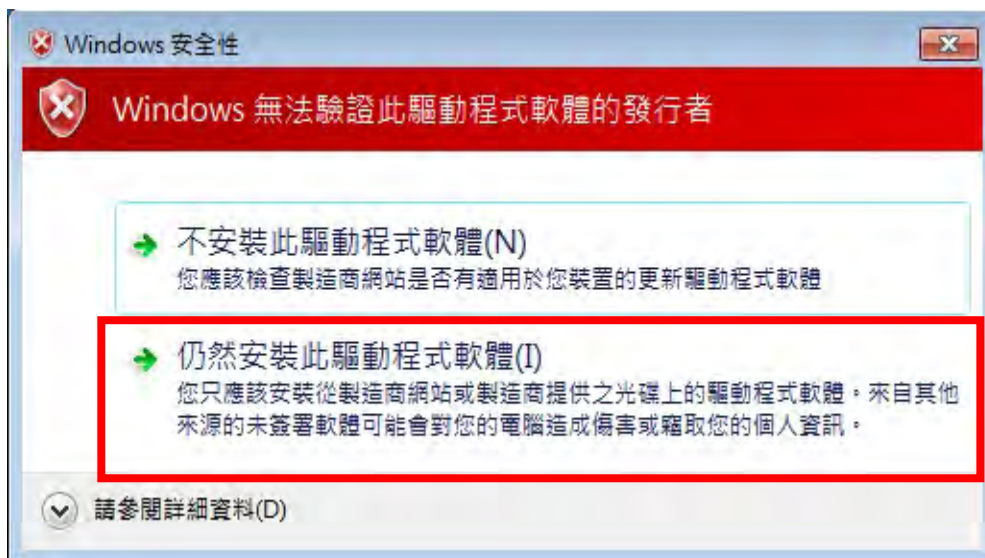 Windows 安全性
Windows 無法驗證此驅動程式軟體的發行者
不安裝此驅動程式軟體(N)
您應該檢查製造商網站是否有適用於您裝置的更新驅動程式軟體
仍然安裝此驅動程式軟體(I)
您只應該安裝從製造商網站或製造商提供之光碟上的驅動程式軟體。來自其他
來源的未簽署軟體可能會對您的電腦造成傷害或竊取您的個人資訊。
請參閱詳細資料(D)